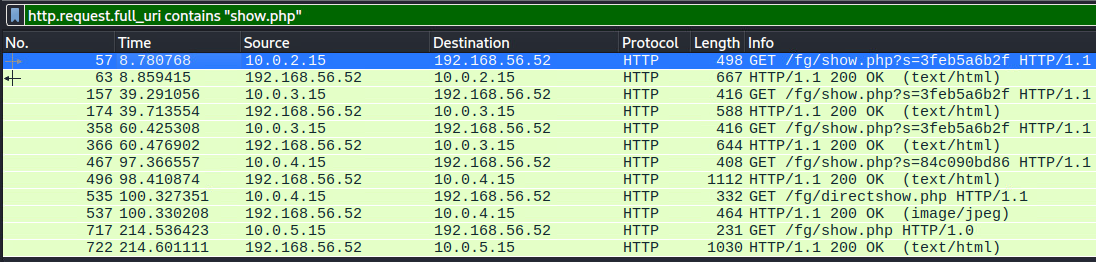 http.request.full_uri contains "show.php"
No. Time Source Destination Protocol Length Info
57 8.780768 10.0.2.15 192.168.56.52 HTTP 498 GET /fg/show.php?s=3feb5a6b2f HTTP/1.1
63 8.859415 192.168.56.52 10.0.2.15 HTTP 667 HTTP/1.1 200 OK (text/html)
157 39.291056 10.0.3.15 192.168.56.52 HTTP 416 GET /fg/show.php?s=3feb5a6b2f HTTP/1.1
174 39.713554 192.168.56.52 10.0.3.15 HTTP 588 HTTP/1.1 200 OK (text/html)
358 60.425308 10.0.3.15 192.168.56.52 HTTP 416 GET /fg/show.php?s=3feb5a6b2f HTTP/1.1
366 60.476902 192.168.56.52 10.0.3.15 HTTP 644 HTTP/1.1 200 OK (text/html)
467 97.366557 10.0.4.15 192.168.56.52 HTTP 408 GET /fg/show.php?s=84c090bd86 HTTP/1.1
496 98.410874 192.168.56.52 10.0.4.15 HTTP 1112 HTTP/1.1 200 OK (text/html)
535 100.327351 10.0.4.15 192.168.56.52 HTTP 332 GET /fg/directshow.php HTTP/1.1
537 100.330208 192.168.56.52 10.0.4.15 HTTP 464 HTTP/1.1 200 OK (image/jpeg)
717 214.536423 10.0.5.15 192.168.56.52 HTTP 231 GET /fg/show.php HTTP/1.0
722 214.601111 192.168.56.52 10.0.5.15 HTTP 1030 HTTP/1.1 200 OK (text/html)